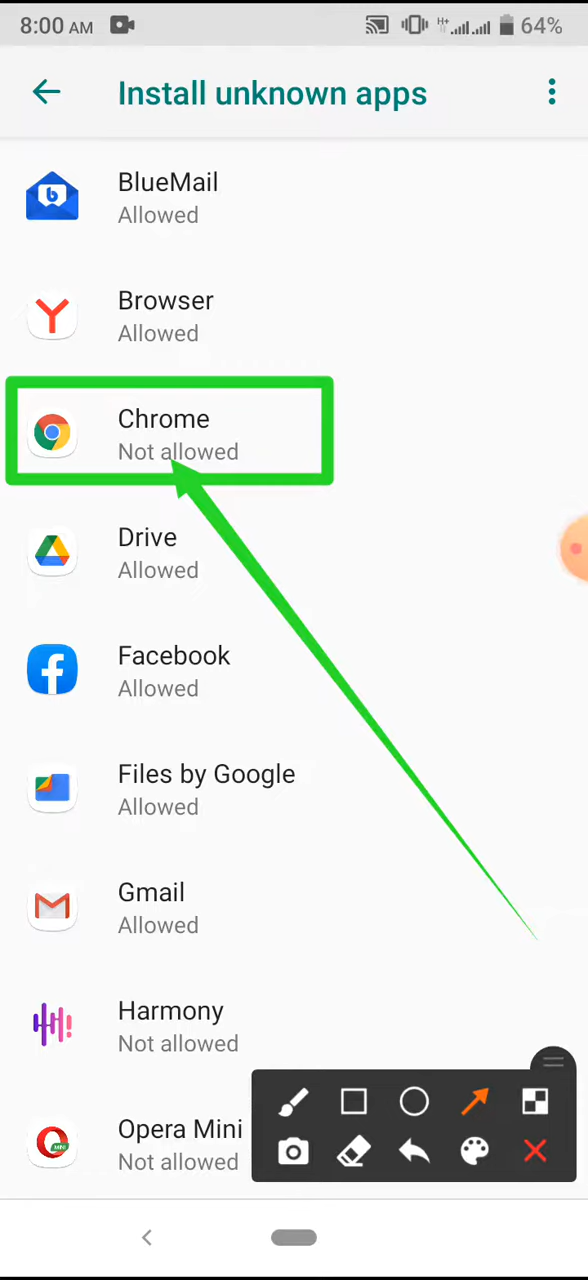 8:00 AM H+ 64%
Install unknown apps
BlueMail
Allowed
Browser
Allowed
Chrome
Not allowed
Drive
Allowed
Facebook
Allowed
Files by Google
Allowed
Gmail
Allowed
Harmony
Not allowed
Opera Mini
Not allowed